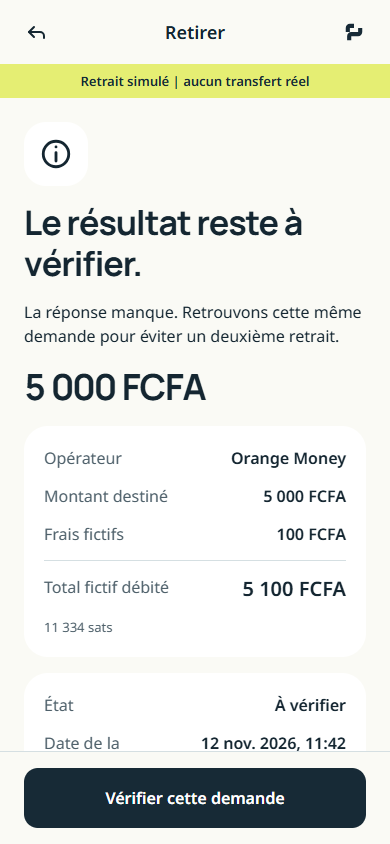 Retirer
Retrait simulé | aucun transfert réel
Le résultat reste à
vérifier.
La réponse manque. Retrouvons cette même
demande pour éviter un deuxième retrait.
5 000 FCFA
Opérateur Orange Money
Montant destiné 5 000 FCFA
Frais fictifs 100 FCFA
Total fictif débité 5 100 FCFA
11 334 sats
État À vérifier
Date de la 12 nov. 2026, 11:42
Vérifier cette demande